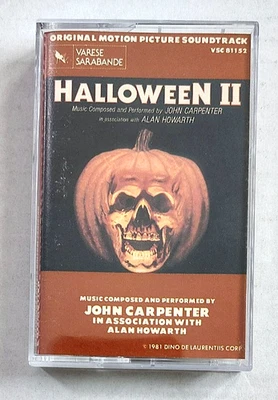 ORIGINAL MOTION PICTURE SOUNDTRACK
VSC 81152
VARESE
SARABANDE
HALLOWEEN II
Music Composed and Performed by JOHN CARPENTER
in association with ALAN HOWARTH
MUSIC COMPOSED AND PERFORMED BY
JOHN CARPENTER
IN ASSOCIATION WITH
ALAN HOWARTH
© 1981 DINO DE LAURENTIIS CORP